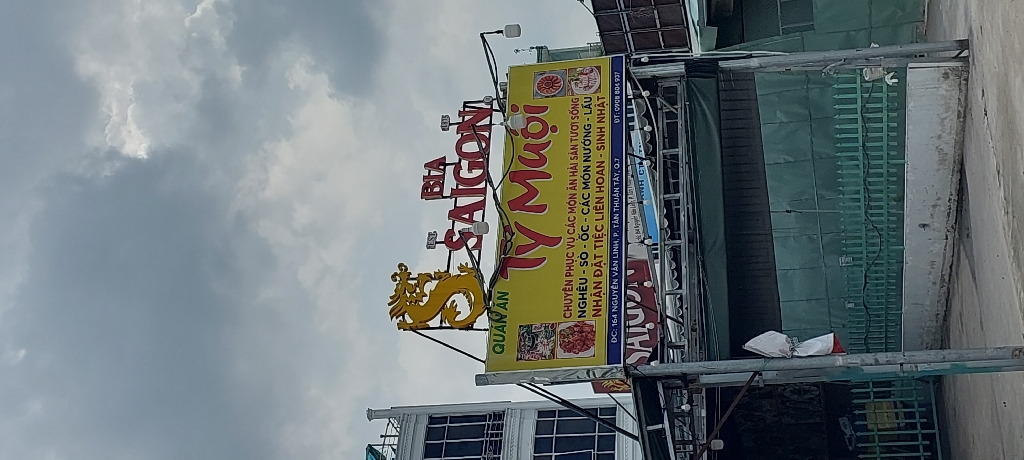 BIA
SAIGON
QUÁN ĂN
Tý Muội
CHUYÊN PHỤC VỤ CÁC MÓN ĂN HẢI SẢN TƯƠI SỐNG
NGHÊU - SÒ - ỐC - CÁC MÓN NƯỚNG - LẨU
NHẬN ĐẶT TIỆC LIÊN HOAN - SINH NHẬT
ĐC: 164 NGUYỄN VĂN LINH, P. TÂN THUẬN TÂY, Q.7
SAIGON